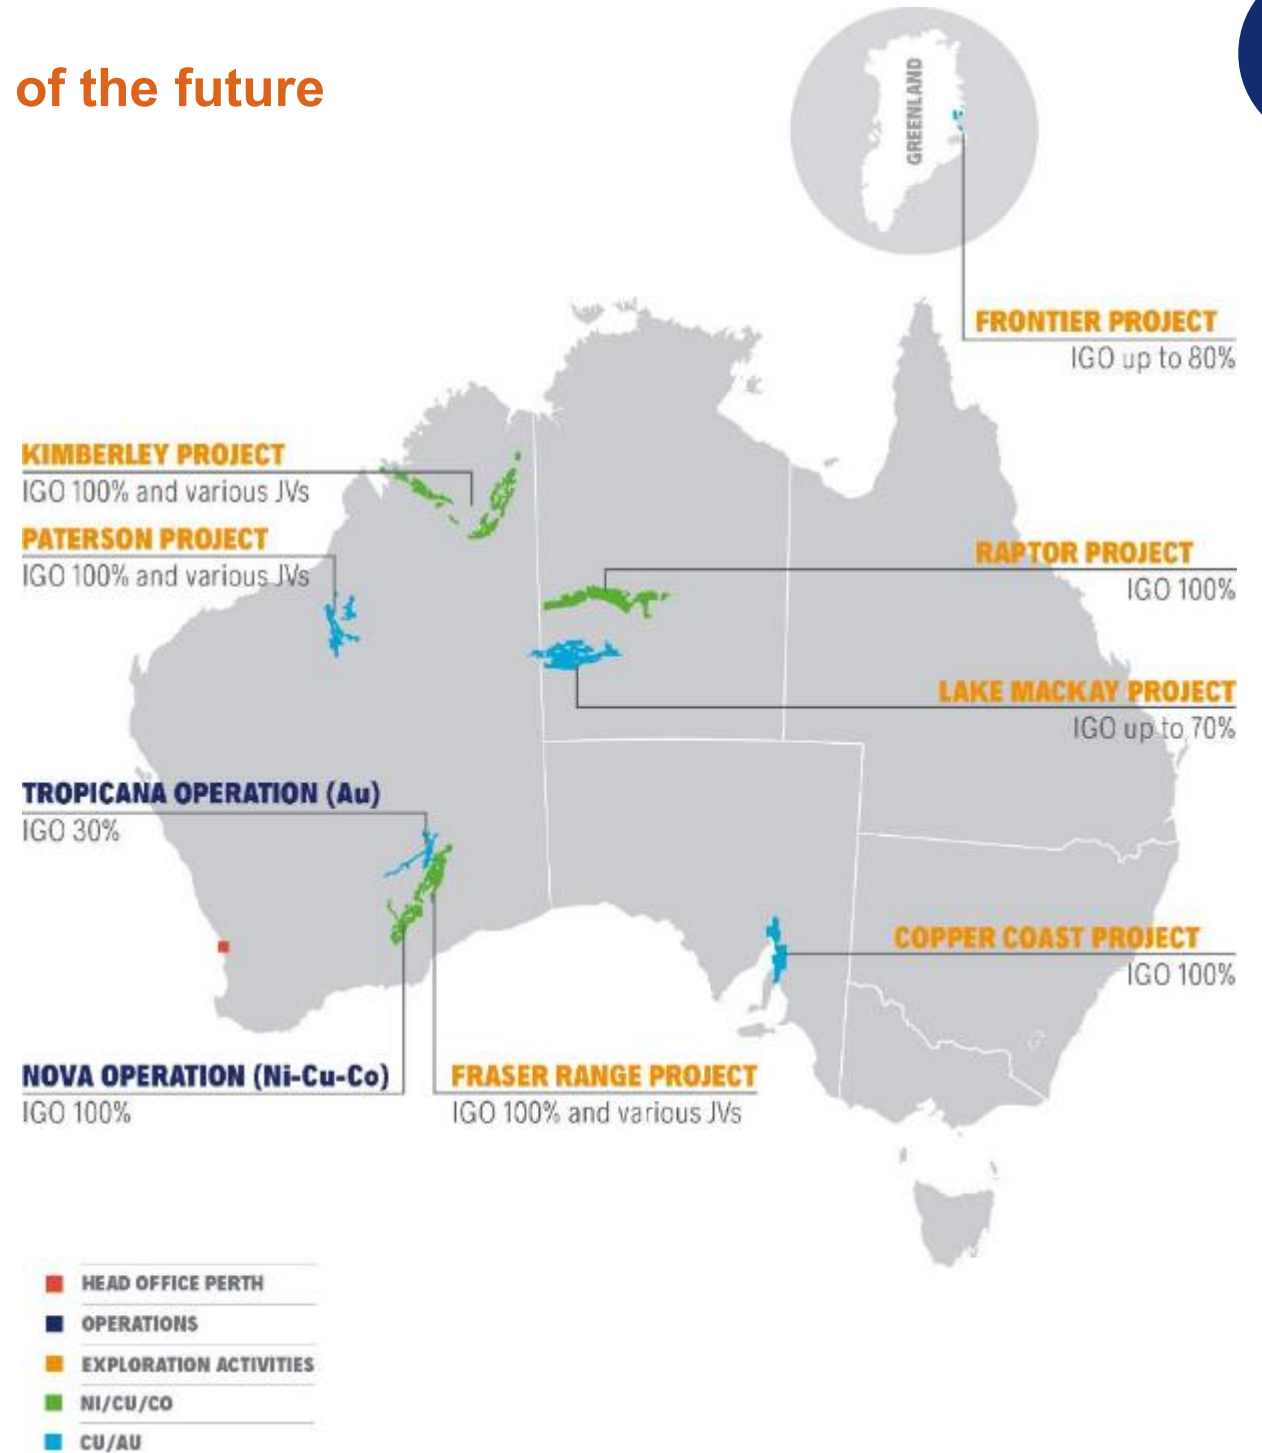 of the future
GREENLAND
FRONTIER PROJECT
IGO up to 80%
KIMBERLEY PROJECT
IGO 100% and various JVs
PATERSON PROJECT
IGO 100% and various JVs
RAPTOR PROJECT
IGO 100%
LAKE MACKAY PROJECT
IGO up to 70%
TROPICANA OPERATION (Au)
IGO 30%
COPPER COAST PROJECT
IGO 100%
NOVA OPERATION (Ni-Cu-Co)
IGO 100%
FRASER RANGE PROJECT
IGO 100% and various JVs
HEAD OFFICE PERTH
OPERATIONS
EXPLORATION ACTIVITIES
NI/CU/CO
CU/AU